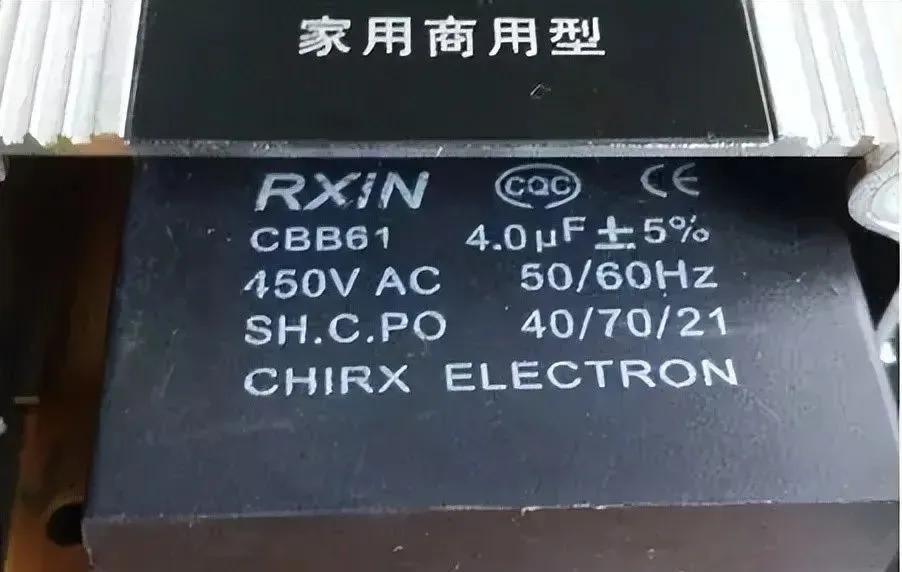 家用商用型
RXiN CQC CE
CBB61 4.0μF±5%
450V AC 50/60Hz
SH.C.PO 40/70/21
CHIRX ELECTRON